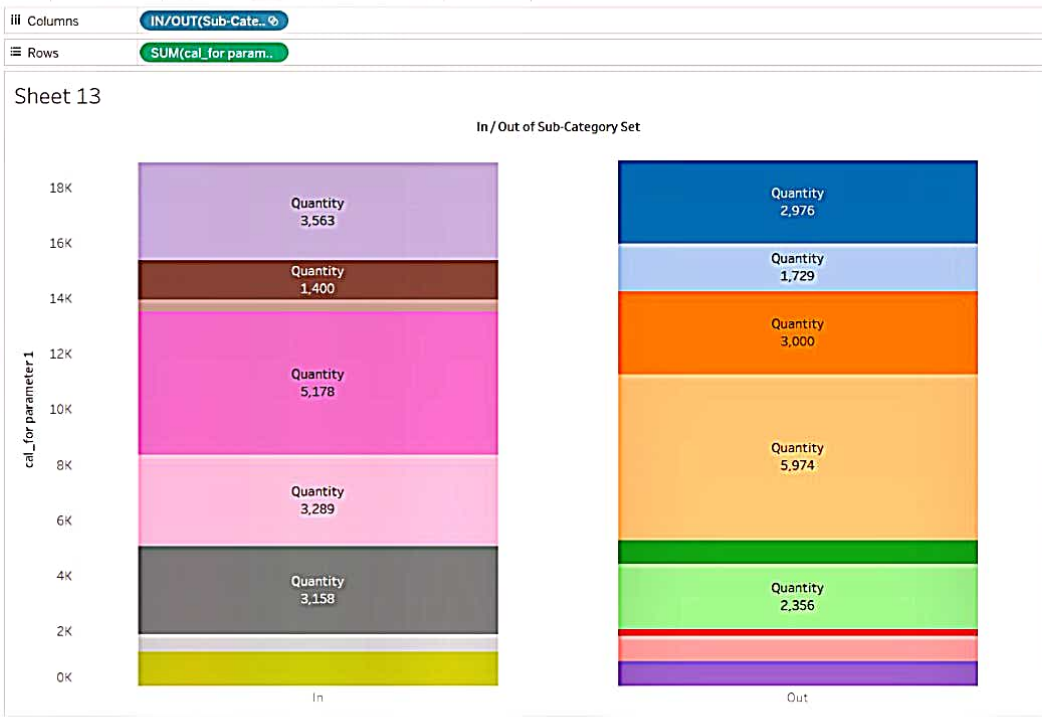 Columns
IN/OUT(Sub-Cate..
Rows
SUM(cal_for param..
Sheet 13
In / Out of Sub-Category Set
cal_for parameter 1
18K
16K
14K
12K
10K
8K
6K
4K
2K
0K
Quantity
3,563
Quantity
1,400
Quantity
5,178
Quantity
3,289
Quantity
3,158
Quantity
2,976
Quantity
1,729
Quantity
3,000
Quantity
5,974
Quantity
2,356
In
Out